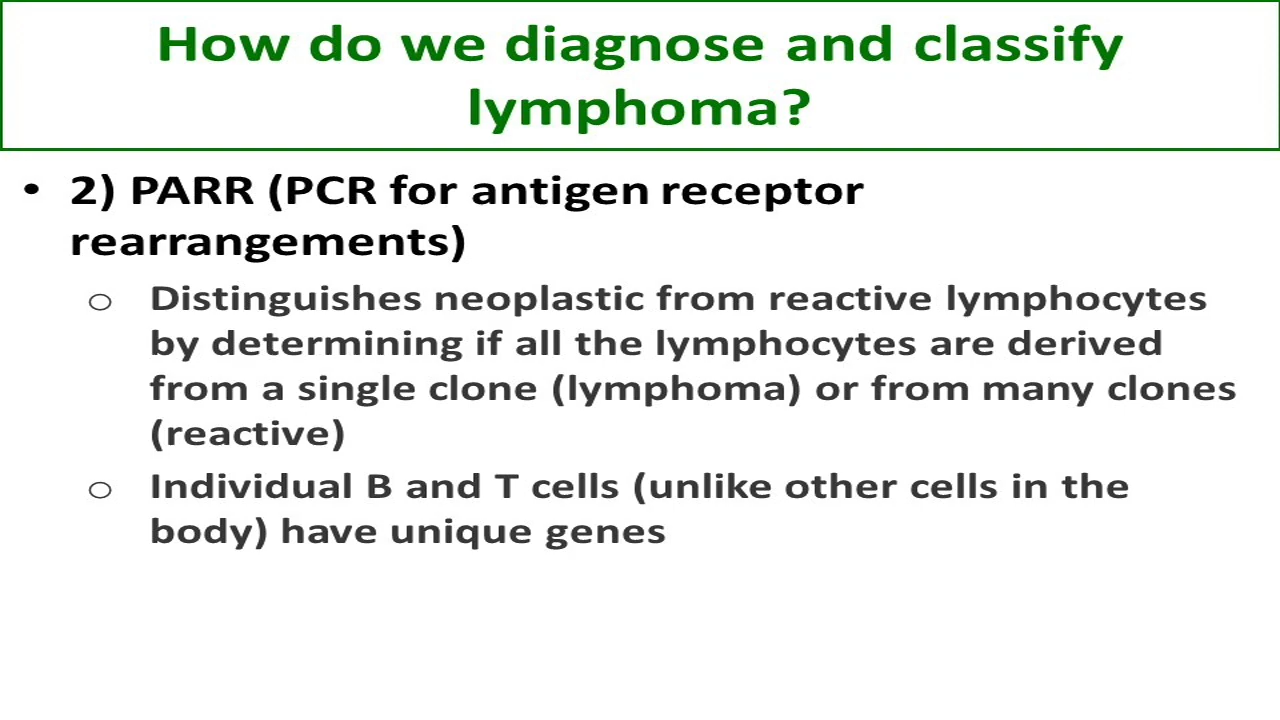 How do we diagnose and classify
lymphoma?
• 2) PARR (PCR for antigen receptor
rearrangements)
o Distinguishes neoplastic from reactive lymphocytes
by determining if all the lymphocytes are derived
from a single clone (lymphoma) or from many clones
(reactive)
o Individual B and T cells (unlike other cells in the
body) have unique genes